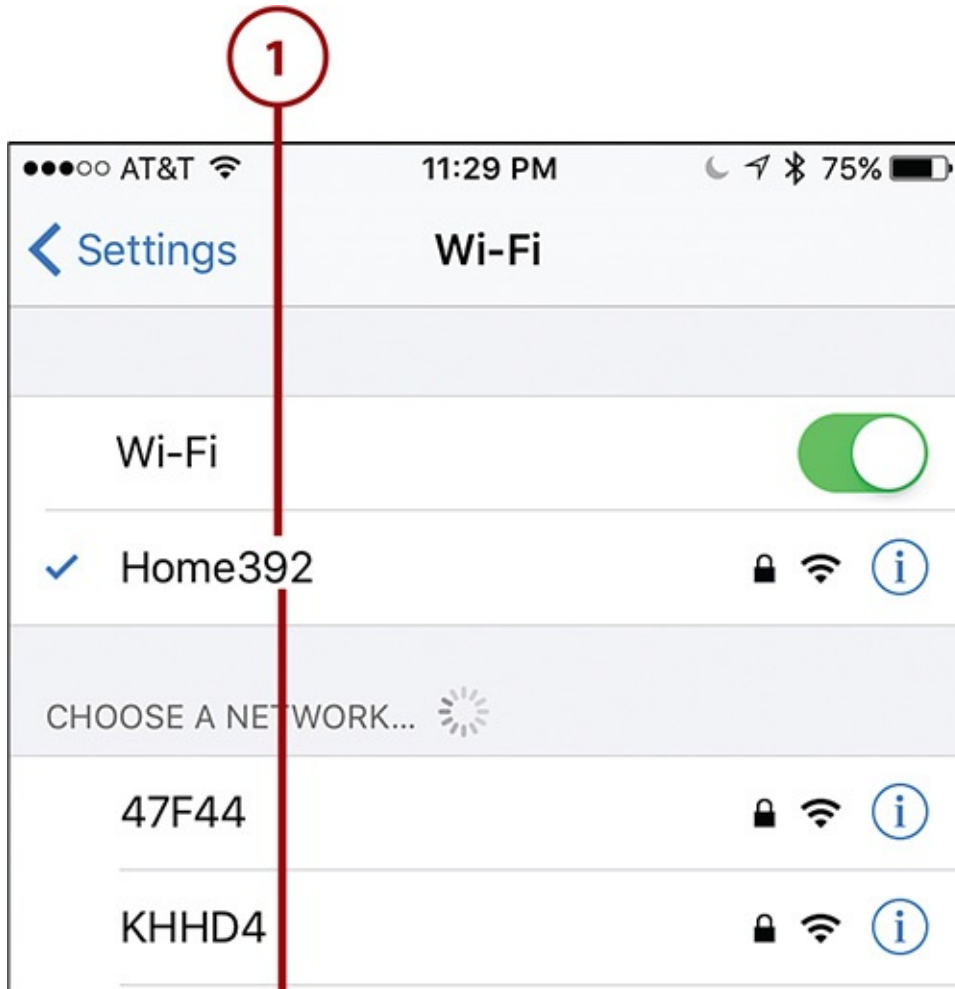 1
AT&T 11:29 PM 75%
Settings Wi-Fi
Wi-Fi
Home392
CHOOSE A NETWORK...
47F44
KHHD4